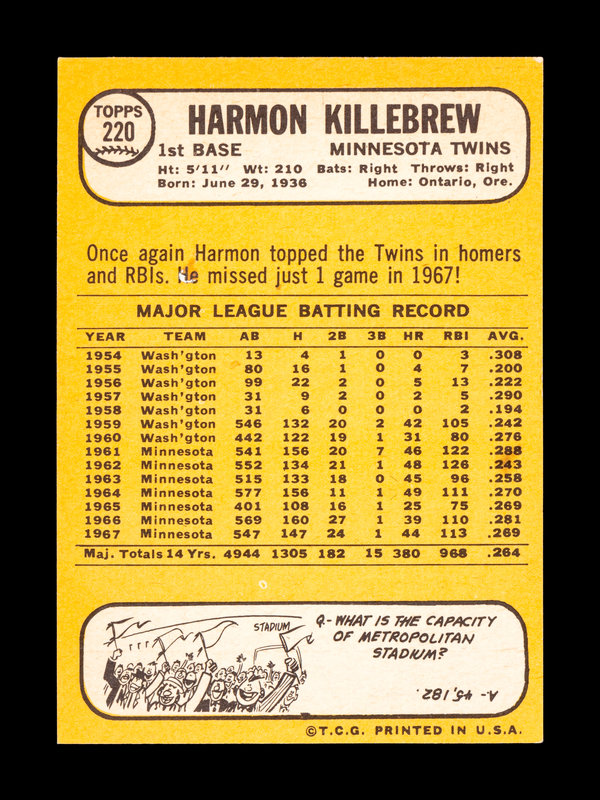 TOPPS
220
HARMON KILLEBREW
1st BASE MINNESOTA TWINS
Ht: 5'11" Wt: 210 Bats: Right Throws: Right
Born: June 29, 1936 Home: Ontario, Ore.
Once again Harmon topped the Twins in homers
and RBIs. He missed just 1 game in 1967!
MAJOR LEAGUE BATTING RECORD
YEAR TEAM AB H 2B 3B HR RBI AVG.
1954 Wash'gton 13 4 1 0 0 3 .308
1955 Wash'gton 80 16 1 0 4 7 .200
1956 Wash'gton 99 22 2 0 5 13 .222
1957 Wash'gton 31 9 2 0 2 5 .290
1958 Wash'gton 31 6 0 0 0 2 .194
1959 Wash'gton 546 132 20 2 42 105 .242
1960 Wash'gton 442 122 19 1 31 80 .276
1961 Minnesota 541 156 20 7 46 122 .288
1962 Minnesota 552 134 21 1 48 126 .243
1963 Minnesota 515 133 18 0 45 96 .258
1964 Minnesota 577 156 11 1 49 111 .270
1965 Minnesota 401 108 16 1 25 75 .269
1966 Minnesota 569 160 27 1 39 110 .281
1967 Minnesota 547 147 24 1 44 113 .269
Maj. Totals 14 Yrs. 4944 1305 182 15 380 968 .264
STADIUM
Q- WHAT IS THE CAPACITY
OF METROPOLITAN
STADIUM?
A- 45,182.
©T.C.G. PRINTED IN U.S.A.